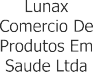 Lunax
Comercio De
Produtos Em
Saude Ltda